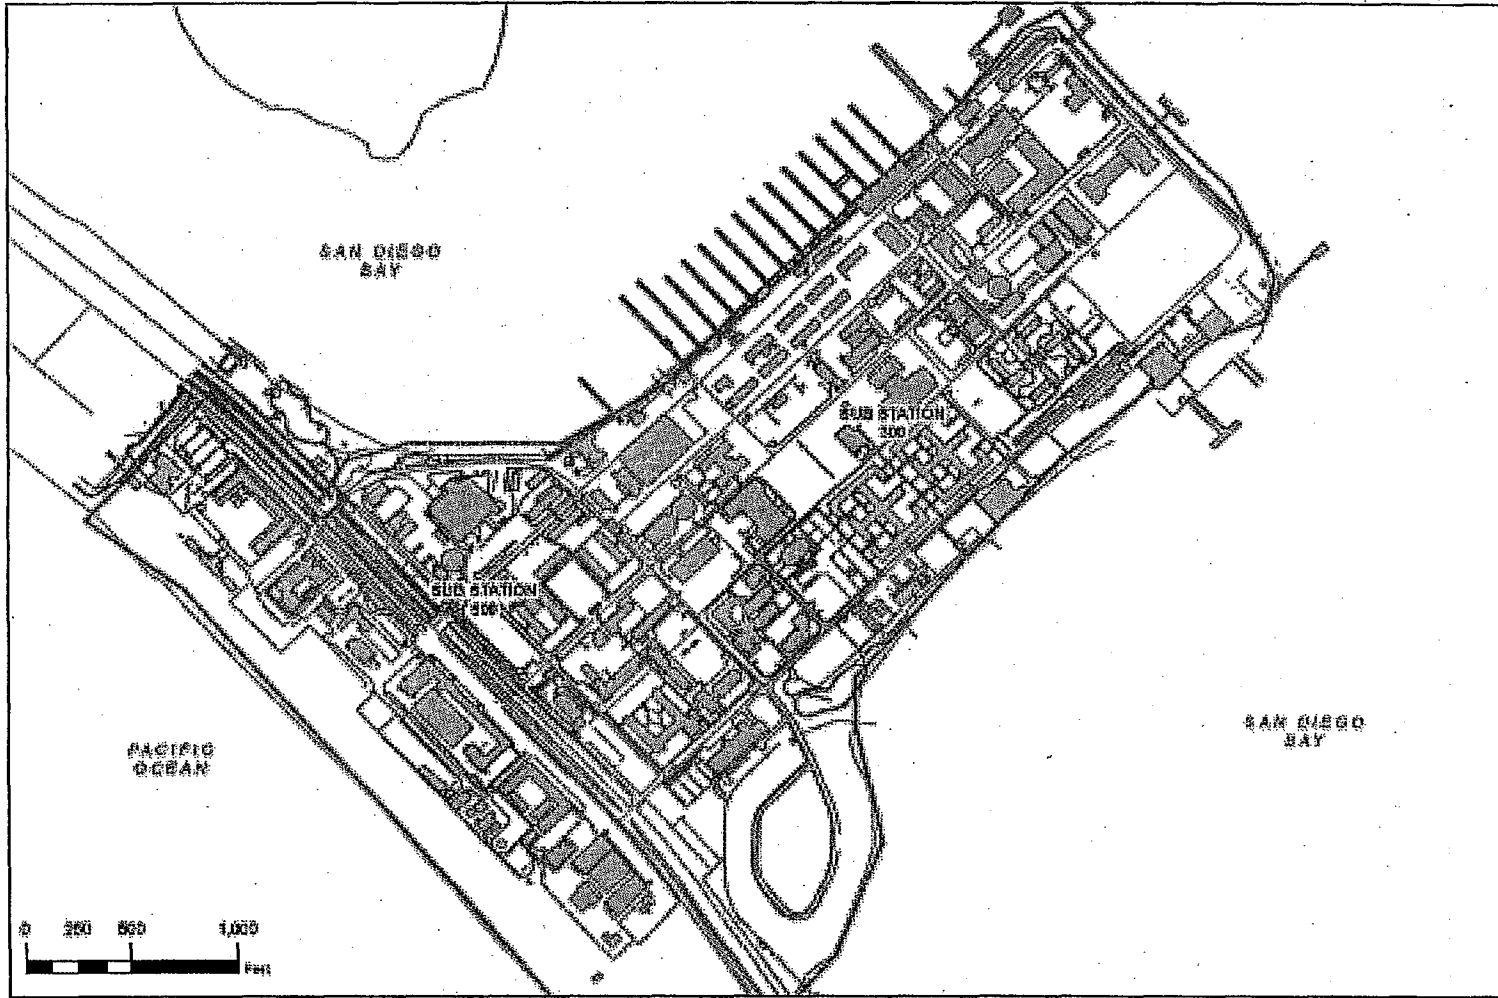 SAN DIEGO
BAY
SUB STATION
300
SUB STATION
PACIFIC
OCEAN
SAN DIEGO
BAY
0 250 500 1,000
Feet